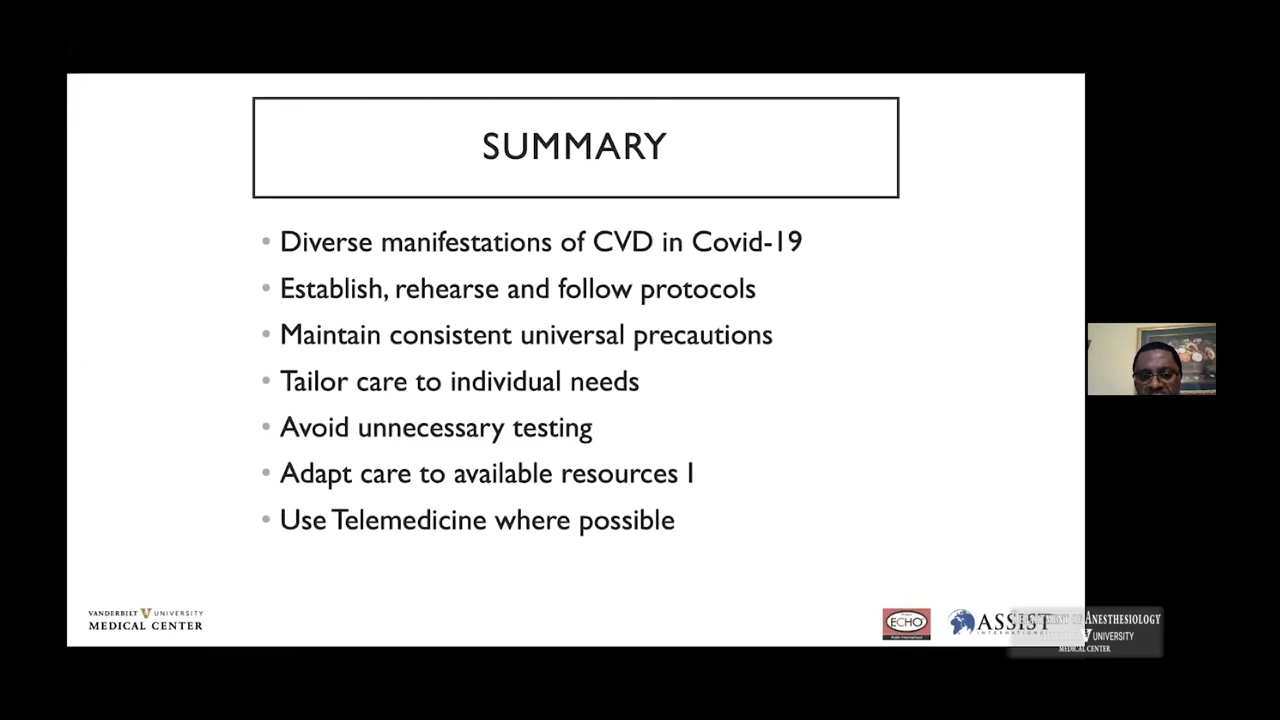 SUMMARY
• Diverse manifestations of CVD in Covid-19
• Establish, rehearse and follow protocols
• Maintain consistent universal precautions
• Tailor care to individual needs
• Avoid unnecessary testing
• Adapt care to available resources I
• Use Telemedicine where possible
VANDERBILT V UNIVERSITY
MEDICAL CENTER
ECHO
ASSIST
INTERNATIONAL
OF ANESTHESIOLOGY
V UNIVERSITY
MEDICAL CENTER